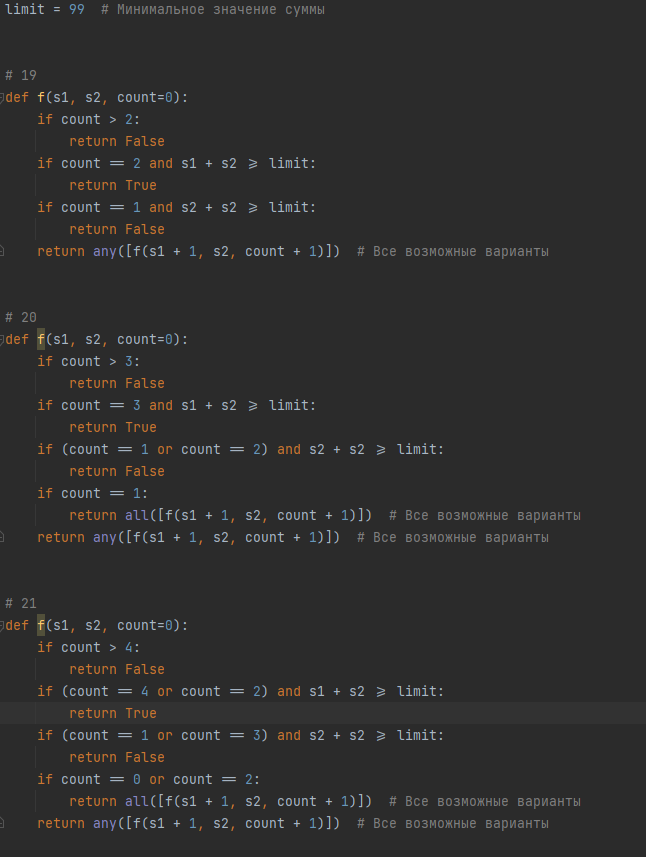 limit = 99  # Минимальное значение суммы
# 19
def f(s1, s2, count=0):
    if count > 2:
        return False
    if count == 2 and s1 + s2 >= limit:
        return True
    if count == 1 and s2 + s2 >= limit:
        return False
    return any([f(s1 + 1, s2, count + 1)])  # Все возможные варианты
# 20
def f(s1, s2, count=0):
    if count > 3:
        return False
    if count == 3 and s1 + s2 >= limit:
        return True
    if (count == 1 or count == 2) and s2 + s2 >= limit:
        return False
    if count == 1:
        return all([f(s1 + 1, s2, count + 1)])  # Все возможные варианты
    return any([f(s1 + 1, s2, count + 1)])  # Все возможные варианты
# 21
def f(s1, s2, count=0):
    if count > 4:
        return False
    if (count == 4 or count == 2) and s1 + s2 >= limit:
        return True
    if (count == 1 or count == 3) and s2 + s2 >= limit:
        return False
    if count == 0 or count == 2:
        return all([f(s1 + 1, s2, count + 1)])  # Все возможные варианты
    return any([f(s1 + 1, s2, count + 1)])  # Все возможные варианты